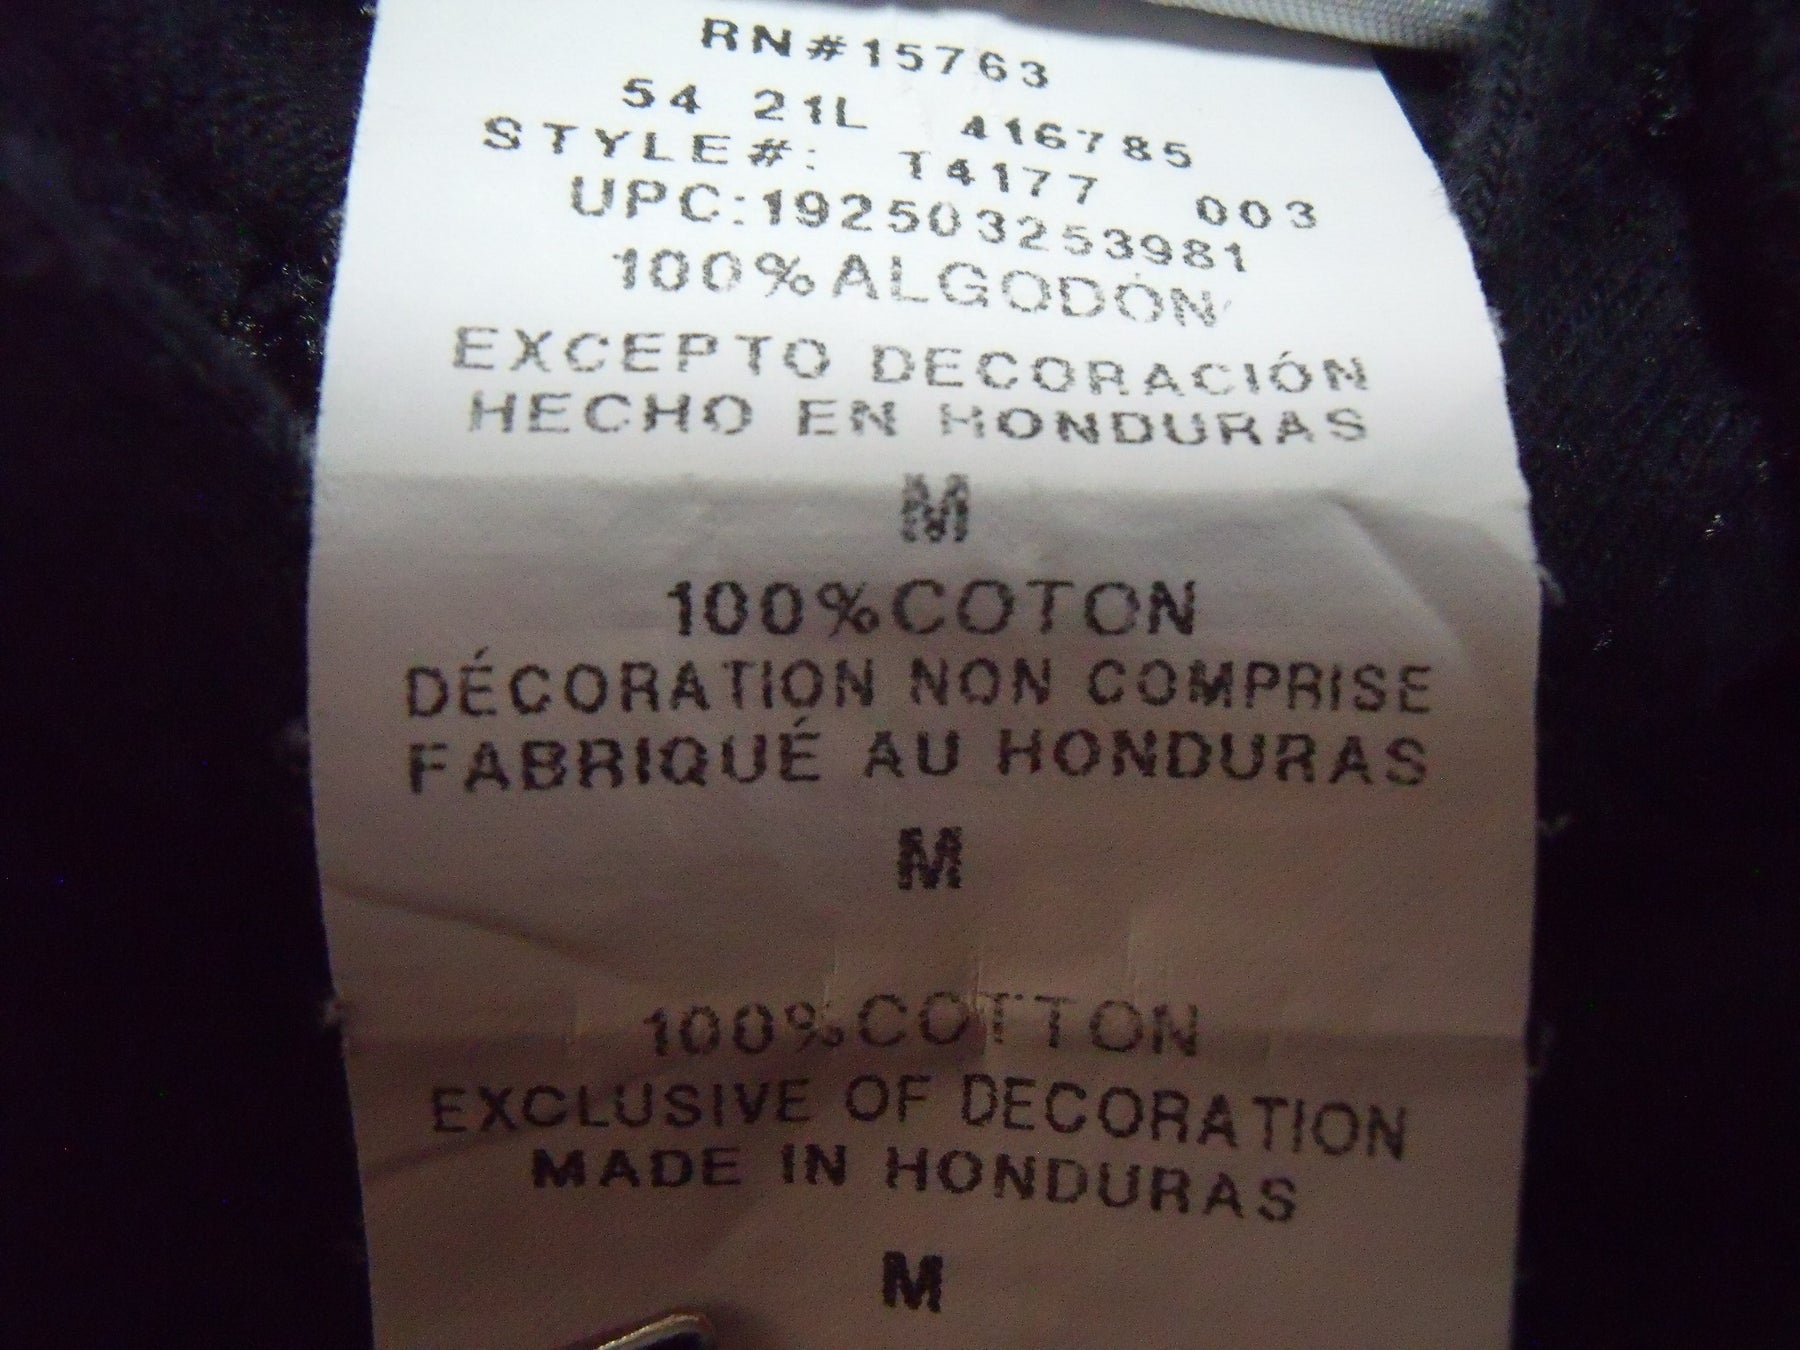 RN#15763
54 21L 416785
STYLE#: T4177 003
UPC:192503253981
100%ALGODÓN
EXCEPTO DECORACIÓN
HECHO EN HONDURAS
M
100%COTON
DÉCORATION NON COMPRISE
FABRIQUÉ AU HONDURAS
M
100%COTTON
EXCLUSIVE OF DECORATION
MADE IN HONDURAS
M